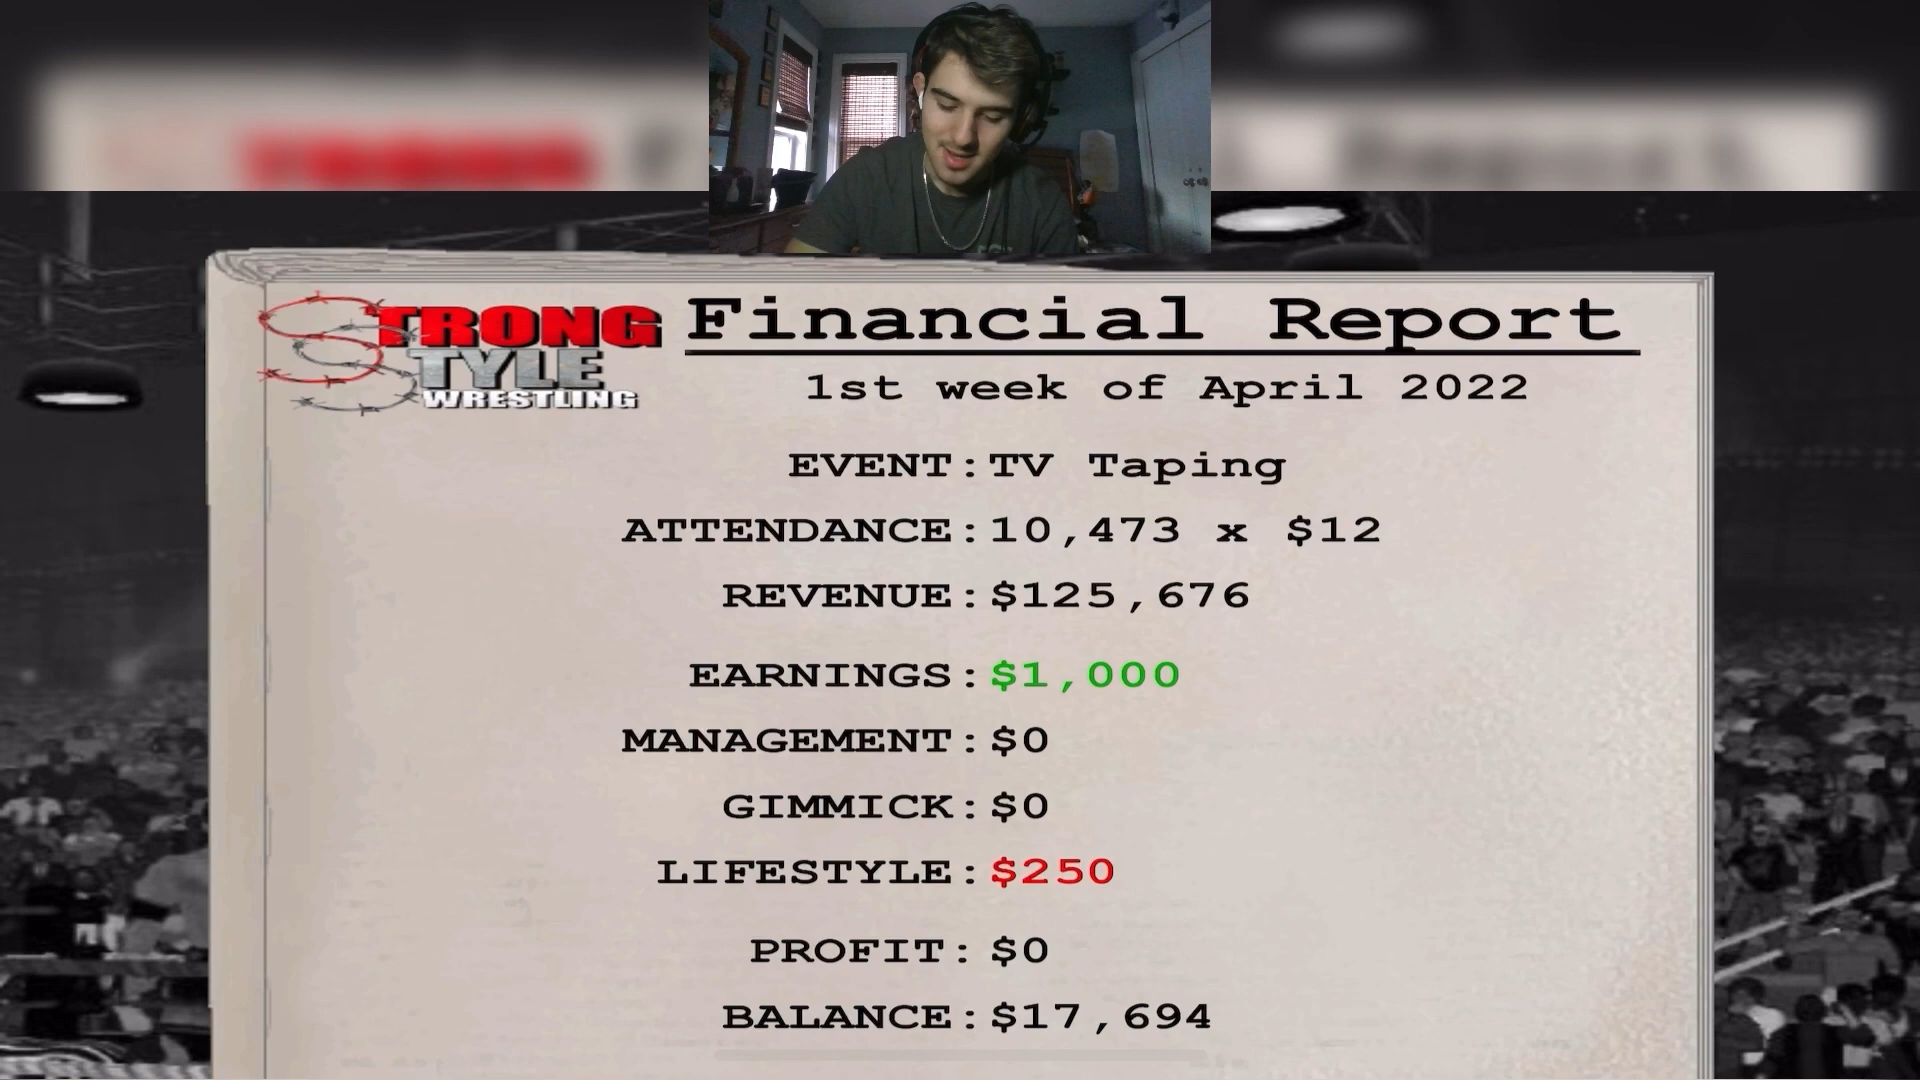 STRONG
STYLE
WRESTLING
Financial Report
1st week of April 2022
EVENT: TV Taping
ATTENDANCE: 10,473 x $12
REVENUE: $125,676
EARNINGS: $1,000
MANAGEMENT: $0
GIMMICK: $0
LIFESTYLE: $250
PROFIT: $0
BALANCE: $17,694